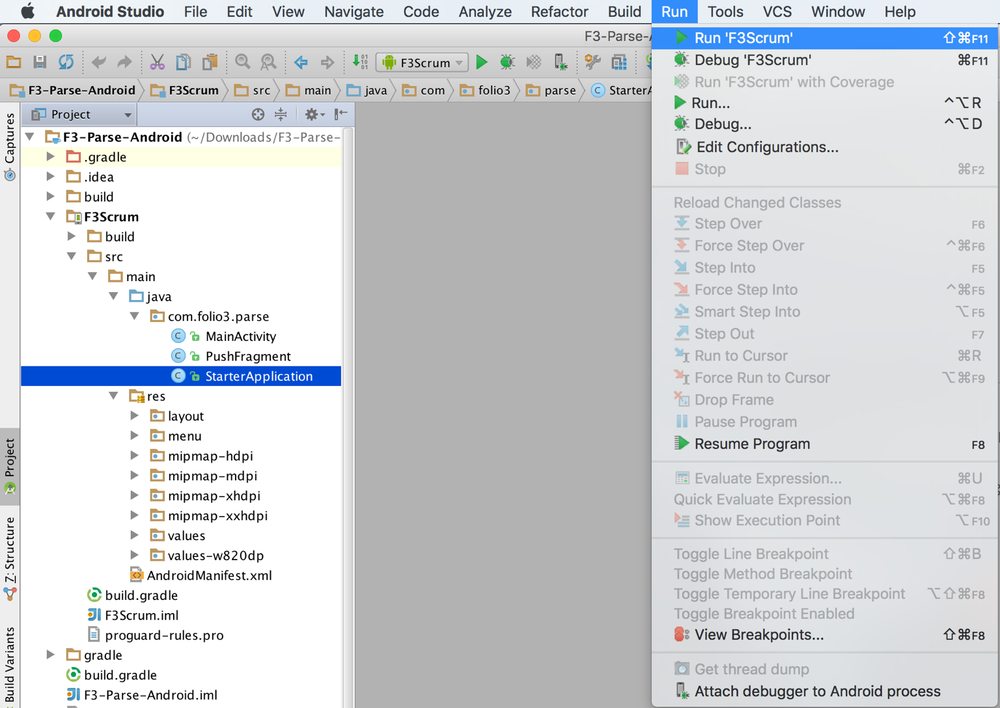 Android Studio File Edit View Navigate Code Analyze Refactor Build Run Tools VCS Window Help
F3-Parse-A
F3Scrum
F3-Parse-Android F3Scrum src main java com folio3 parse StarterA
Project
Captures
Project
Z: Structure
Build Variants
F3-Parse-Android (~/Downloads/F3-Parse-
.gradle
.idea
build
F3Scrum
build
src
main
java
com.folio3.parse
MainActivity
PushFragment
StarterApplication
res
layout
menu
mipmap-hdpi
mipmap-mdpi
mipmap-xhdpi
mipmap-xxhdpi
values
values-w820dp
AndroidManifest.xml
build.gradle
F3Scrum.iml
proguard-rules.pro
gradle
build.gradle
F3-Parse-Android.iml
Run 'F3Scrum' ⇧⌘F11
Debug 'F3Scrum' ⌘F11
Run 'F3Scrum' with Coverage
Run... ^⌥R
Debug... ^⌥D
Edit Configurations...
Stop ⌘F2
Reload Changed Classes
Step Over F6
Force Step Over ^⌘F6
Step Into F5
Force Step Into ^⌘F5
Smart Step Into ⌥F5
Step Out F7
Run to Cursor ⌘R
Force Run to Cursor ⌥⌘F9
Drop Frame
Pause Program
Resume Program F8
Evaluate Expression... ⌘U
Quick Evaluate Expression ⌥⌘F8
Show Execution Point ⌥F10
Toggle Line Breakpoint ⇧⌘B
Toggle Method Breakpoint
Toggle Temporary Line Breakpoint ⌥⇧⌘F8
Toggle Breakpoint Enabled
View Breakpoints... ⇧⌘F8
Get thread dump
Attach debugger to Android process